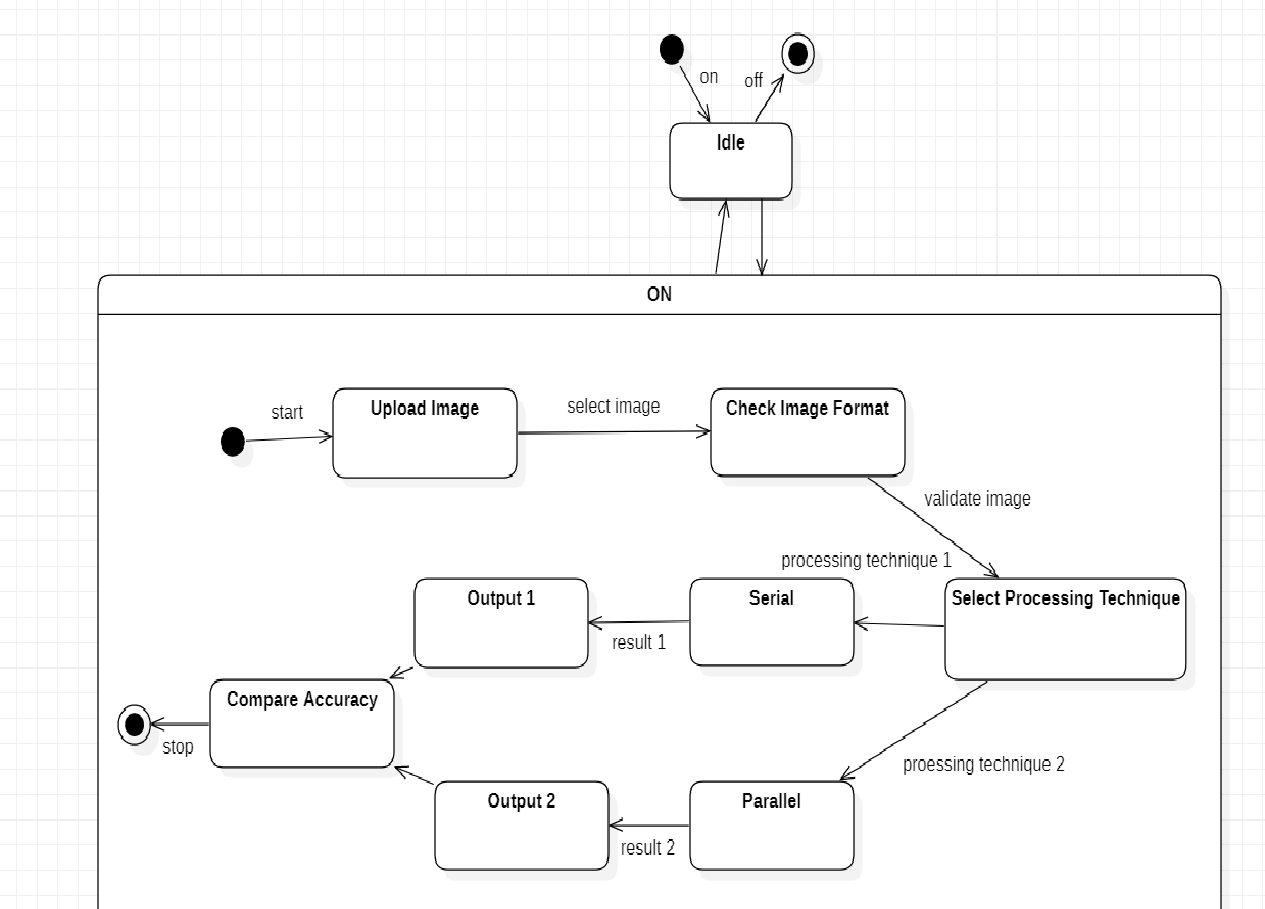 on
off
Idle
ON
start
Upload Image
select image
Check Image Format
validate image
processing technique 1
Output 1
Serial
Select Processing Technique
result 1
Compare Accuracy
stop
proessing technique 2
Output 2
Parallel
result 2